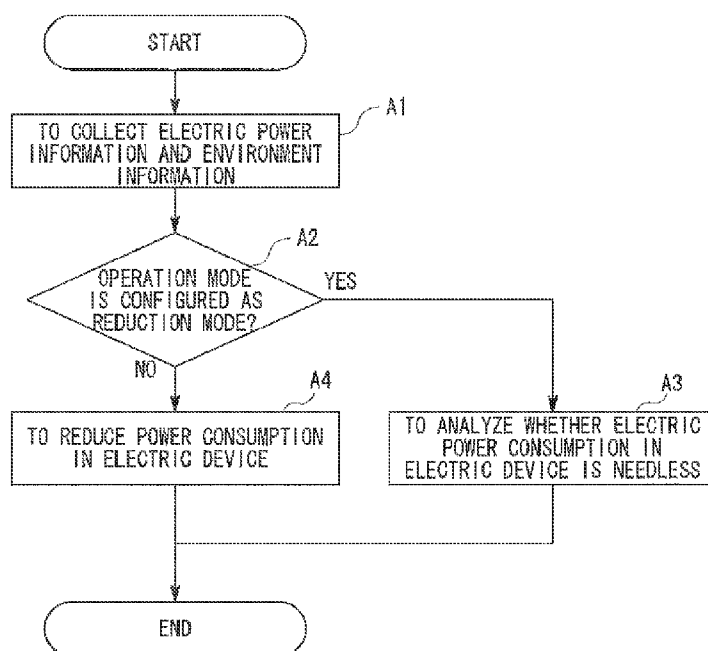 START
A1
TO COLLECT ELECTRIC POWER
INFORMATION AND ENVIRONMENT
INFORMATION
A2
OPERATION MODE
IS CONFIGURED AS
REDUCTION MODE?
YES
NO
A4
TO REDUCE POWER CONSUMPTION
IN ELECTRIC DEVICE
A3
TO ANALYZE WHETHER ELECTRIC
POWER CONSUMPTION IN
ELECTRIC DEVICE IS NEEDLESS
END